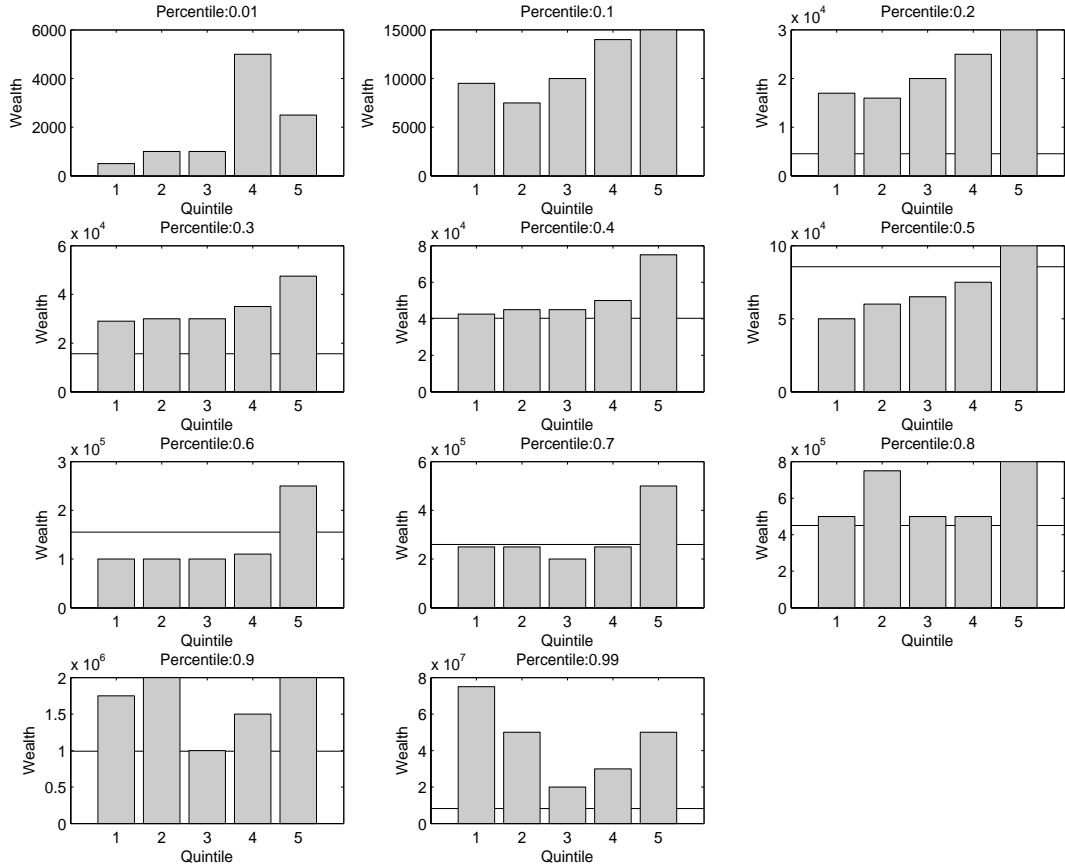 Percentile:0.01
6000
4000
2000
0
Wealth
1 2 3 4 5
Quintile
Percentile:0.1
15000
10000
5000
0
Wealth
1 2 3 4 5
Quintile
Percentile:0.2
x 10^4
3
2
1
0
Wealth
1 2 3 4 5
Quintile
Percentile:0.3
x 10^4
6
4
2
0
Wealth
1 2 3 4 5
Quintile
Percentile:0.4
x 10^4
8
6
4
2
0
Wealth
1 2 3 4 5
Quintile
Percentile:0.5
x 10^4
10
5
0
Wealth
1 2 3 4 5
Quintile
Percentile:0.6
x 10^5
3
2
1
0
Wealth
1 2 3 4 5
Quintile
Percentile:0.7
x 10^5
6
4
2
0
Wealth
1 2 3 4 5
Quintile
Percentile:0.8
x 10^5
8
6
4
2
0
Wealth
1 2 3 4 5
Quintile
Percentile:0.9
x 10^6
2
1.5
1
0.5
0
Wealth
1 2 3 4 5
Quintile
Percentile:0.99
x 10^7
8
6
4
2
0
Wealth
1 2 3 4 5
Quintile